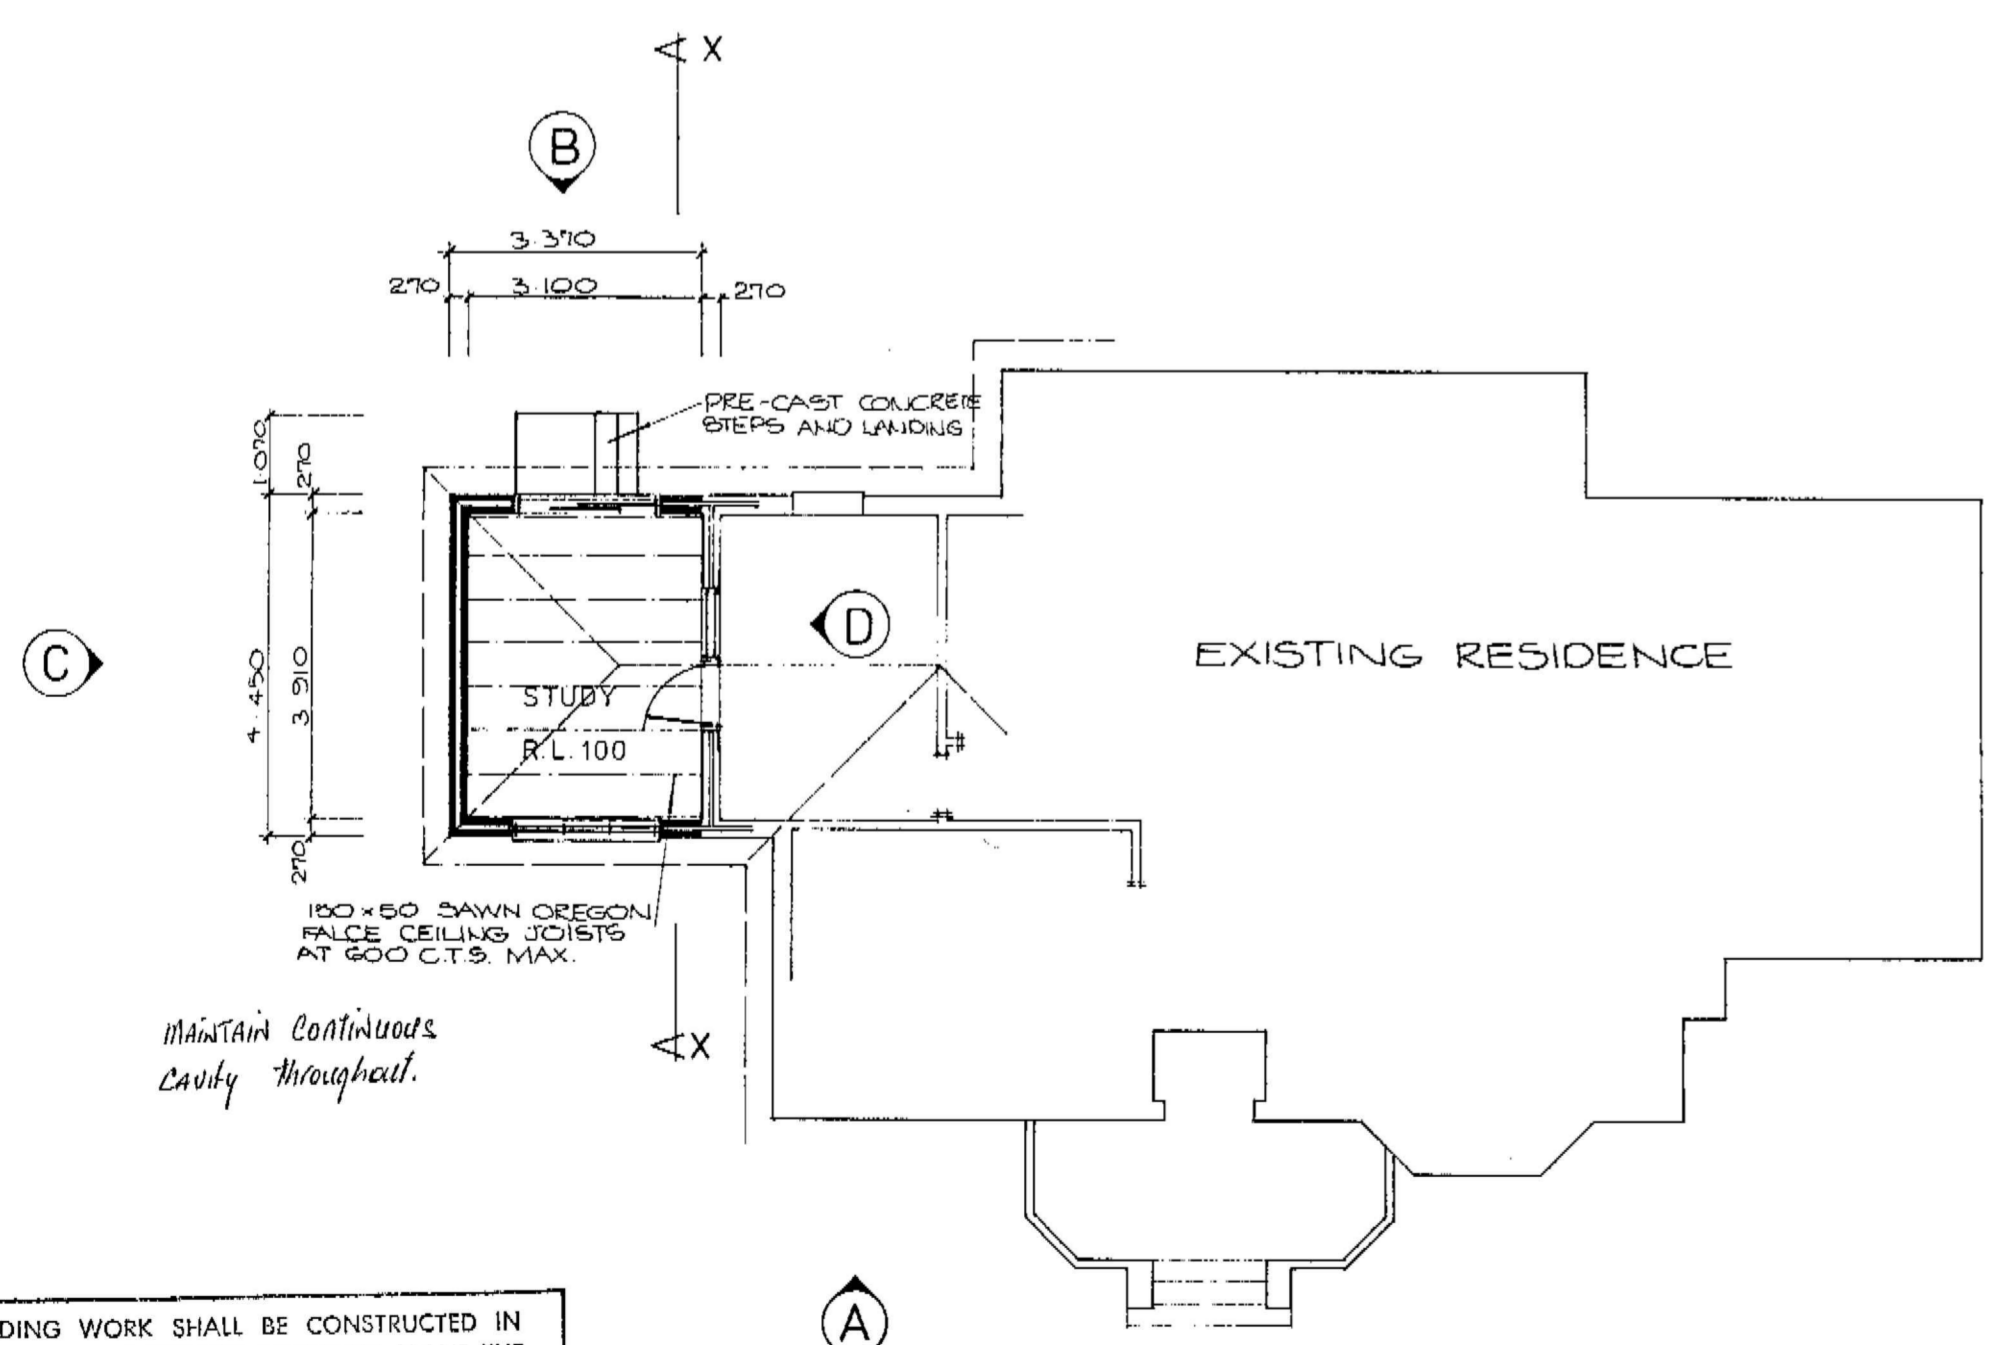 X
B
3.370
270 3.100 270
PRE-CAST CONCRETE
STEPS AND LANDING
1.070
270
C
4.450
3.910
270
D
EXISTING RESIDENCE
STUDY
R.L.100
150 x 50 SAWN OREGON
FALCE CEILING JOISTS
AT 600 C.T.S. MAX.
MAINTAIN CONTINUOUS
CAVITY THROUGHOUT.
X
DING WORK SHALL BE CONSTRUCTED IN
A